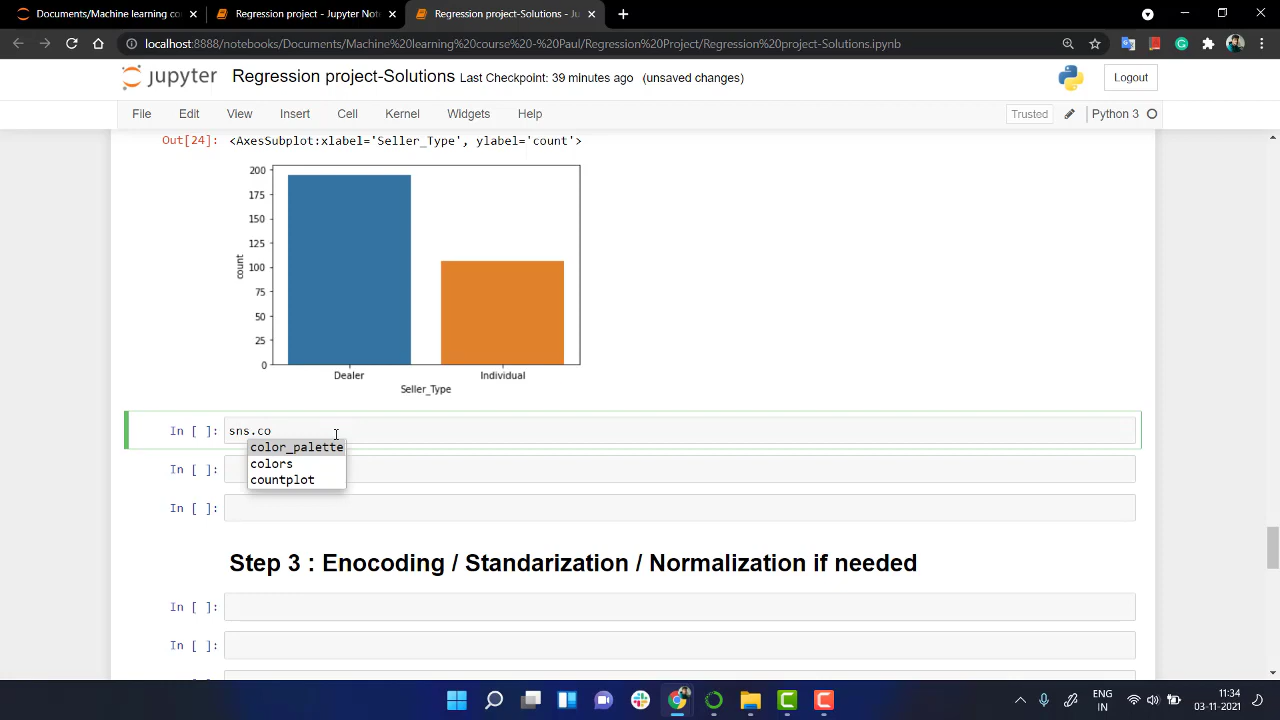 Documents/Machine learning co
Regression project - Jupyter Not
Regression project-Solutions - Ju
localhost:8888/notebooks/Documents/Machine%20learning%20course%20-%20Paul/Regression%20Project/Regression%20project-Solutions.ipynb
jupyter Regression project-Solutions Last Checkpoint: 39 minutes ago (unsaved changes) Logout
File Edit View Insert Cell Kernel Widgets Help Trusted Python 3
Out[24]: <AxesSubplot:xlabel='Seller_Type', ylabel='count'>
200
175
150
125
100
75
50
25
0
count
Dealer Individual
Seller_Type
In [ ]: sns.co
color_palette
colors
countplot
In [ ]:
In [ ]:
Step 3 : Enocoding / Standarization / Normalization if needed
In [ ]:
In [ ]:
ENG
IN
11:34
03-11-2021